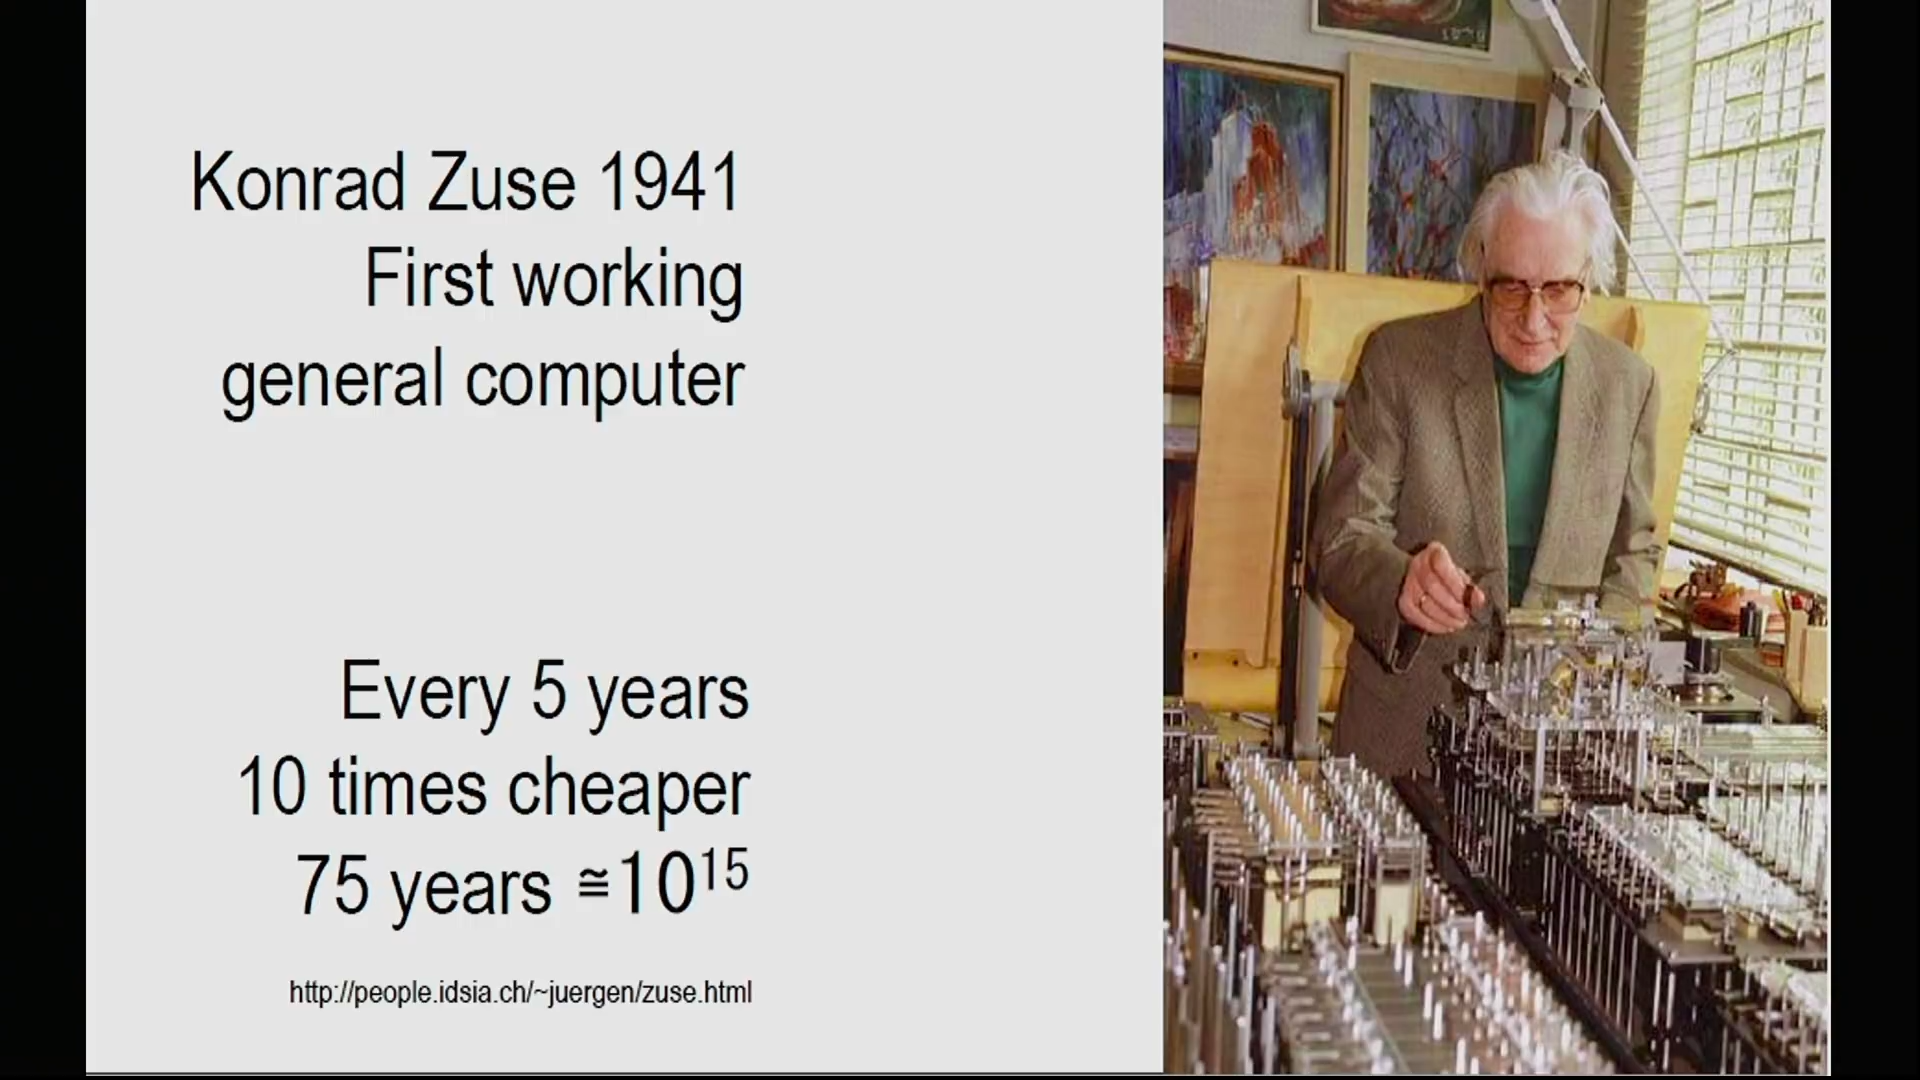 Konrad Zuse 1941
First working
general computer
Every 5 years
10 times cheaper
75 years ≅10¹⁵
http://people.idsia.ch/~juergen/zuse.html